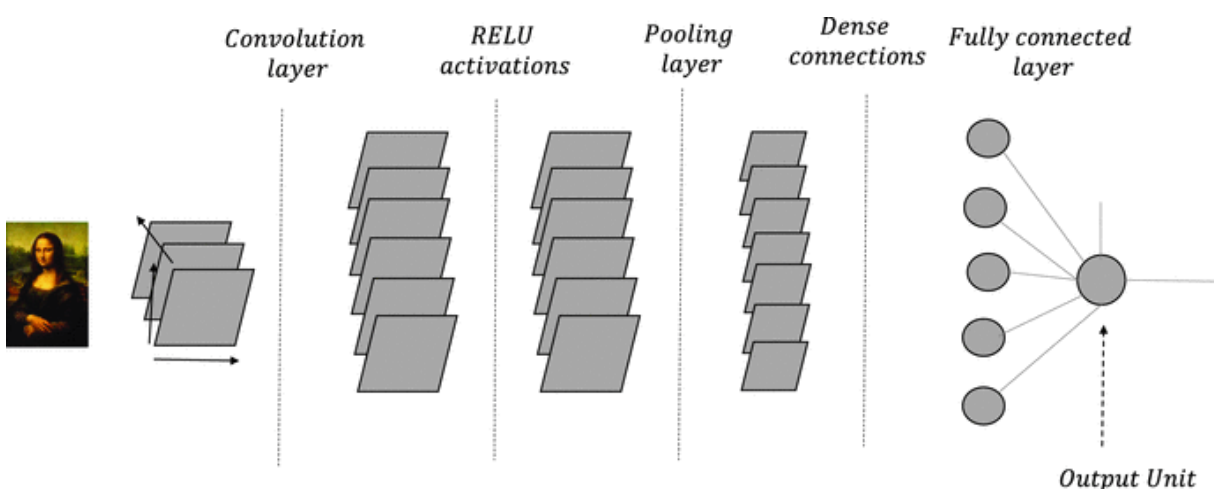 Convolution
layer
RELU
activations
Pooling
layer
Dense
connections
Fully connected
layer
Output Unit